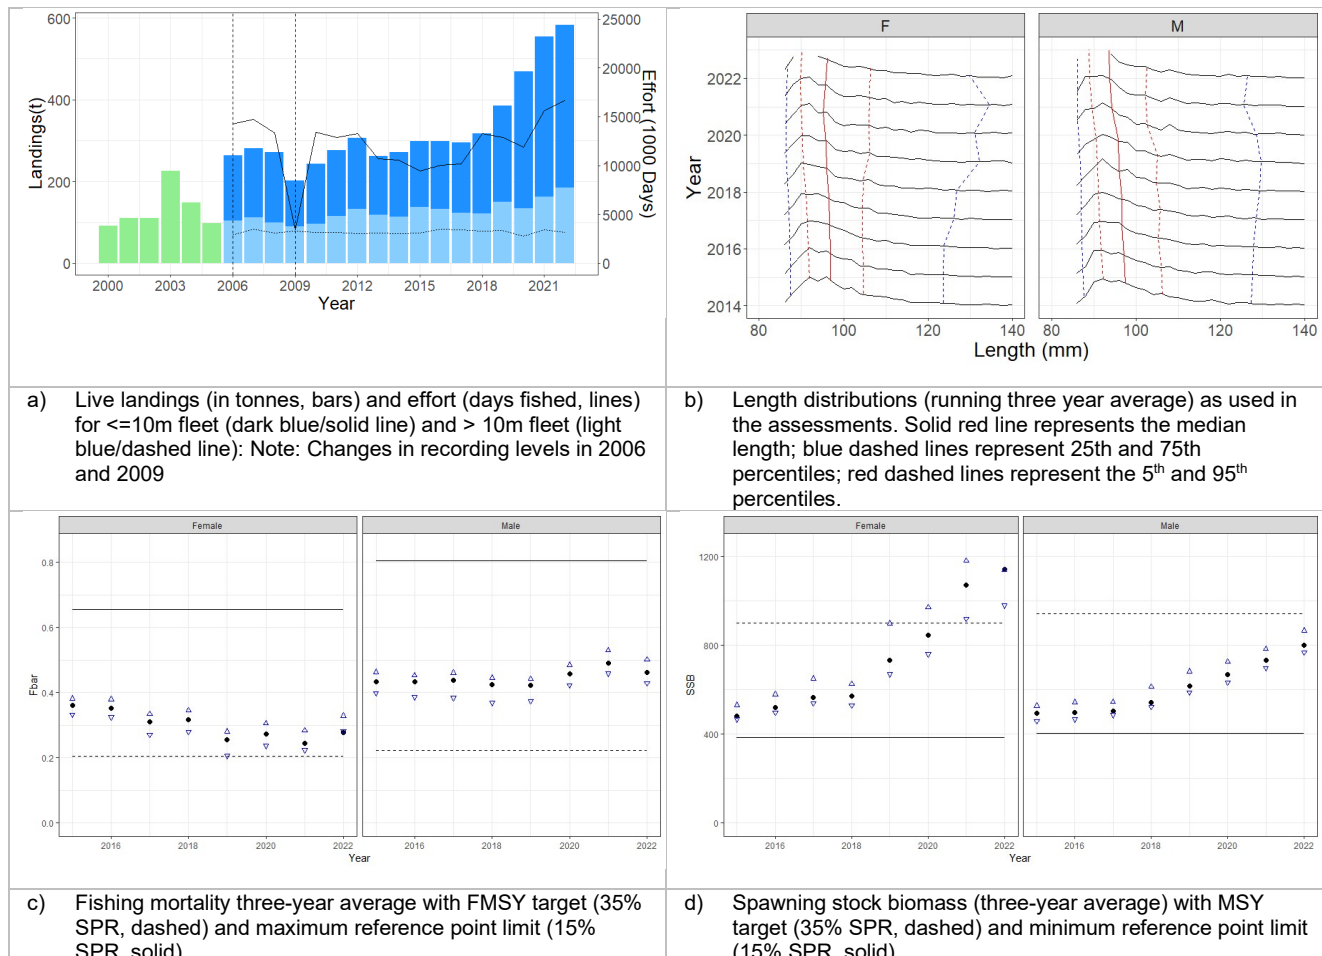 600
400
200
0
Landings(t)
25000
20000
15000
10000
5000
0
Effort (1000 Days)
2000 2003 2006 2009 2012 2015 2018 2021
Year
F M
2022
2020
2018
2016
2014
Year
80 100 120 140 80 100 120 140
Length (mm)
a) Live landings (in tonnes, bars) and effort (days fished, lines)
for <=10m fleet (dark blue/solid line) and > 10m fleet (light
blue/dashed line): Note: Changes in recording levels in 2006
and 2009
b) Length distributions (running three year average) as used in
the assessments. Solid red line represents the median
length; blue dashed lines represent 25th and 75th
percentiles; red dashed lines represent the 5th and 95th
percentiles.
Female Male
0.8
0.6
0.4
0.2
0.0
Fbar
2016 2018 2020 2022 2016 2018 2020 2022
Year
Female Male
1200
800
400
0
SSB
2016 2018 2020 2022 2016 2018 2020 2022
Year
c) Fishing mortality three-year average with FMSY target (35%
SPR, dashed) and maximum reference point limit (15%
SPR, solid)
d) Spawning stock biomass (three-year average) with MSY
target (35% SPR, dashed) and minimum reference point limit
(15% SPR, solid)